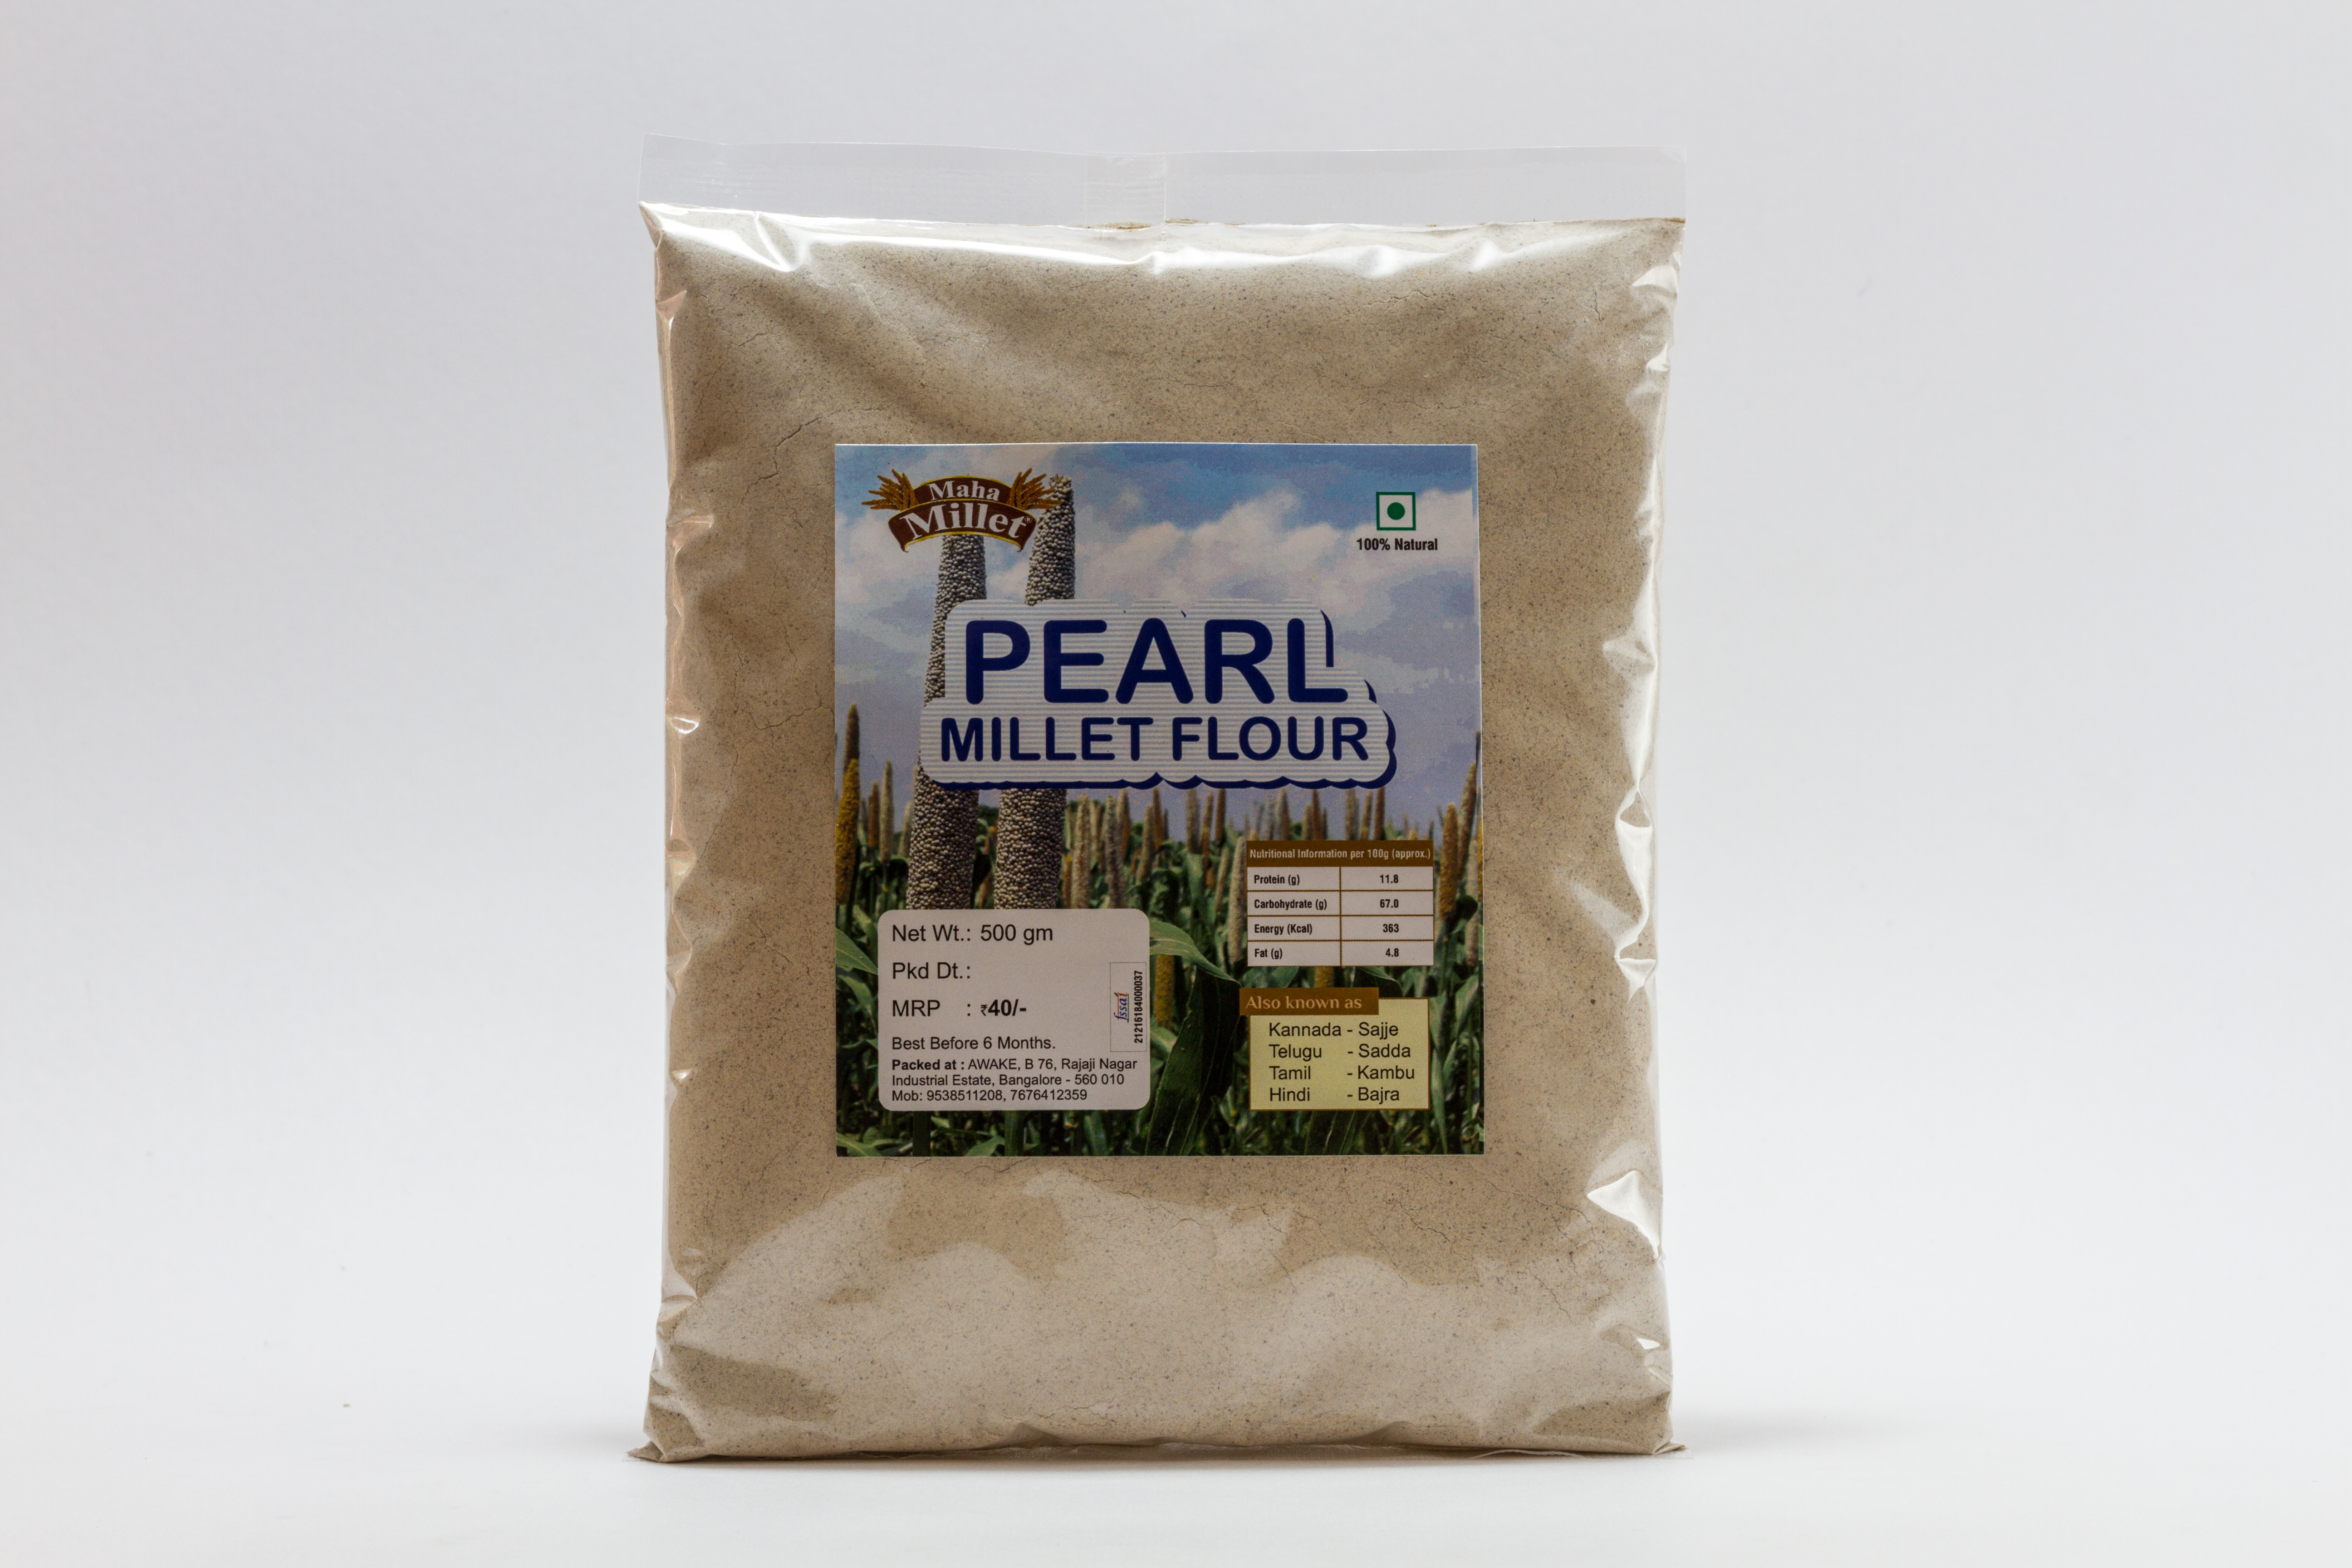 Maha
Millet
100% Natural
PEARL
MILLET FLOUR
Nutritional Information per 100g (approx.)
Protein (g) 11.8
Carbohydrate (g) 67.0
Energy (Kcal) 363
Fat (g) 4.8
Net Wt.: 500 gm
Pkd Dt.:
MRP : ₹40/-
Best Before 6 Months.
Packed at : AWAKE, B 76, Rajaji Nagar
Industrial Estate, Bangalore - 560 010
Mob: 9538511208, 7676412359
fssai
21216184000037
Also known as
Kannada - Sajje
Telugu - Sadda
Tamil - Kambu
Hindi - Bajra